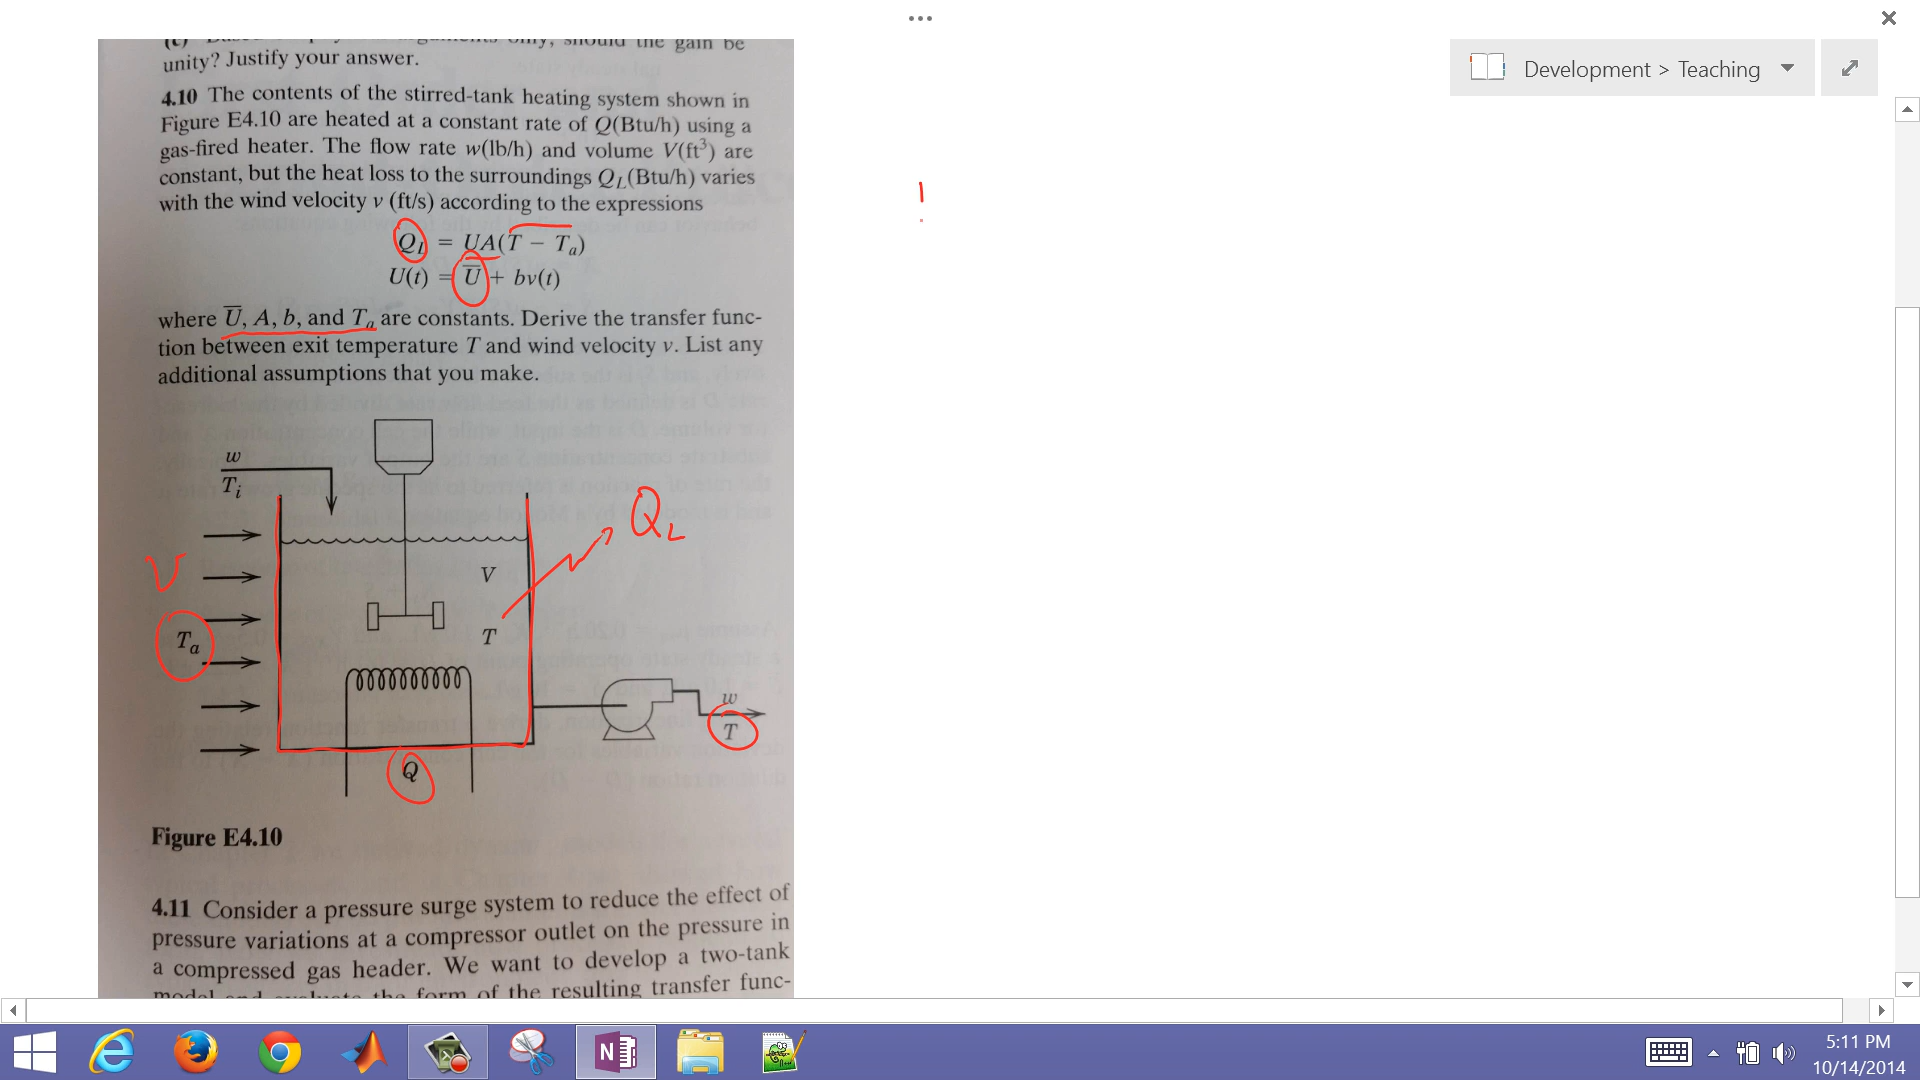 unity? Justify your answer.
4.10 The contents of the stirred-tank heating system shown in
Figure E4.10 are heated at a constant rate of Q(Btu/h) using a
gas-fired heater. The flow rate w(lb/h) and volume V(ft³) are
constant, but the heat loss to the surroundings Q_L(Btu/h) varies
with the wind velocity v (ft/s) according to the expressions
Q_L = UA(T − T_a)
U(t) = U̅ + bv(t)
where U̅, A, b, and T_a are constants. Derive the transfer func-
tion between exit temperature T and wind velocity v. List any
additional assumptions that you make.
w
T_i
Q_L
V
v
T_a
T
w
T
Q
Figure E4.10
4.11 Consider a pressure surge system to reduce the effect of
pressure variations at a compressor outlet on the pressure in
a compressed gas header. We want to develop a two-tank
model and evaluate the form of the resulting transfer func-
Development > Teaching
5:11 PM
10/14/2014